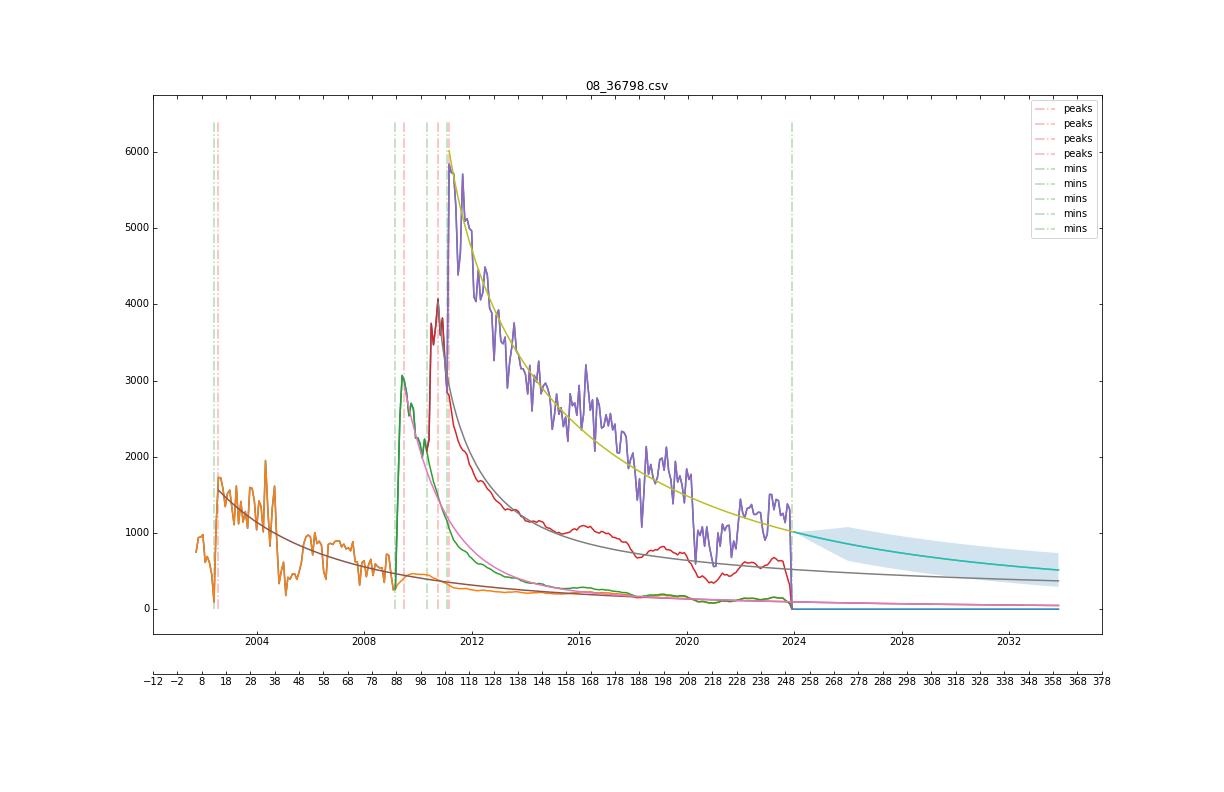 08_36798.csv
peaks
peaks
peaks
peaks
mins
mins
mins
mins
mins
6000
5000
4000
3000
2000
1000
0
2004 2008 2012 2016 2020 2024 2028 2032
−12 −2 8 18 28 38 48 58 68 78 88 98 108 118 128 138 148 158 168 178 188 198 208 218 228 238 248 258 268 278 288 298 308 318 328 338 348 358 368 378